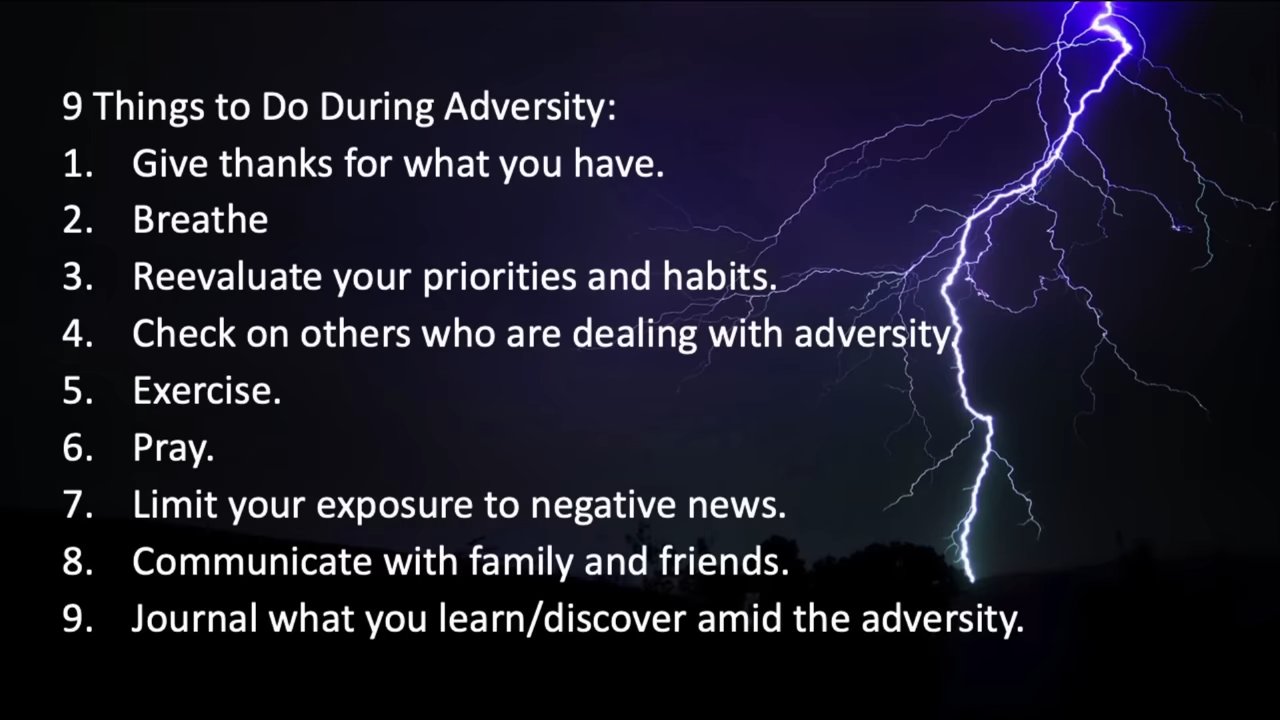 9 Things to Do During Adversity:
1. Give thanks for what you have.
2. Breathe
3. Reevaluate your priorities and habits.
4. Check on others who are dealing with adversity.
5. Exercise.
6. Pray.
7. Limit your exposure to negative news.
8. Communicate with family and friends.
9. Journal what you learn/discover amid the adversity.